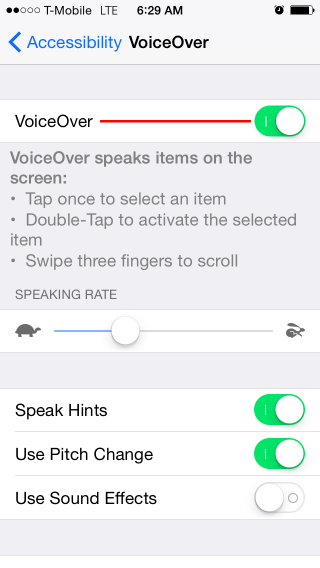 T-Mobile LTE 6:29 AM
Accessibility VoiceOver
VoiceOver
VoiceOver speaks items on the
screen:
• Tap once to select an item
• Double-Tap to activate the selected
item
• Swipe three fingers to scroll
SPEAKING RATE
Speak Hints
Use Pitch Change
Use Sound Effects